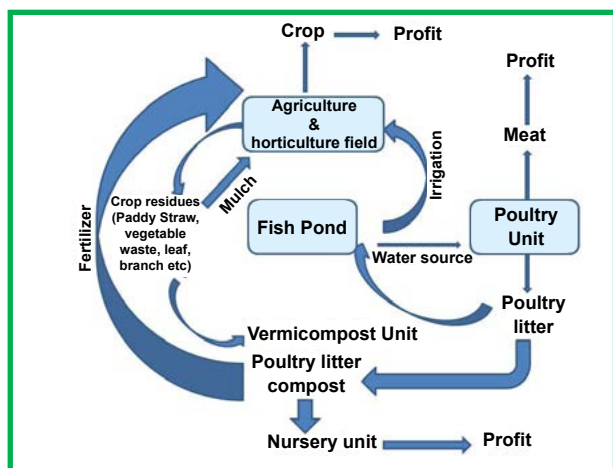 Crop
Profit
Profit
Agriculture
&
horticulture field
Meat
Fertilizer
Crop residues
(Paddy Straw,
vegetable
waste, leaf,
branch etc)
Mulch
Irrigation
Fish Pond
Water source
Poultry
Unit
Poultry
litter
Vermicompost Unit
Poultry litter
compost
Nursery unit
Profit